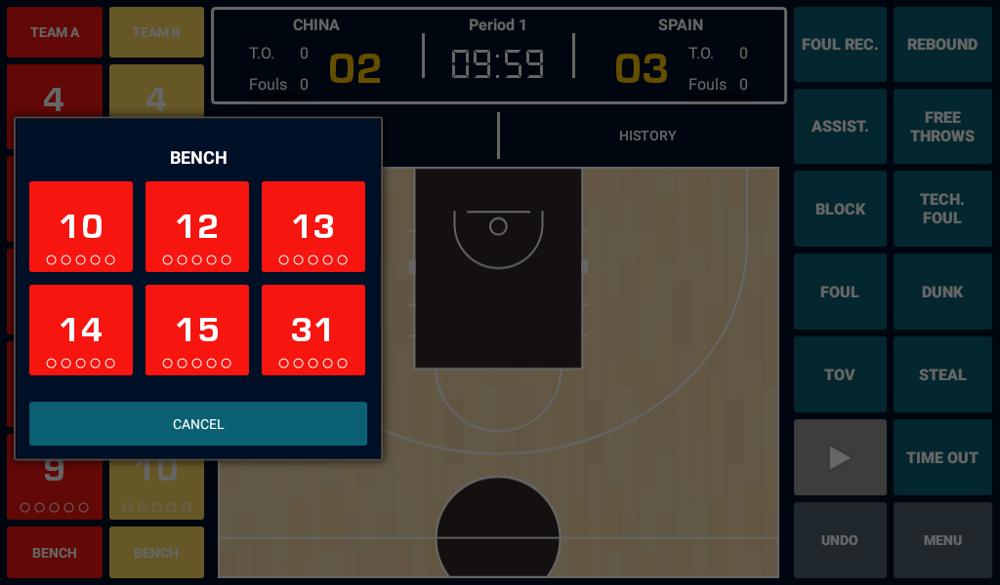 TEAM A
TEAM B
CHINA
Period 1
SPAIN
T.O. 0
02
09:59
03
T.O. 0
Fouls 0
Fouls 0
4
4
HISTORY
BENCH
10
12
13
14
15
31
CANCEL
9
10
BENCH
BENCH
FOUL REC.
REBOUND
ASSIST.
FREE
THROWS
BLOCK
TECH.
FOUL
FOUL
DUNK
TOV
STEAL
TIME OUT
UNDO
MENU